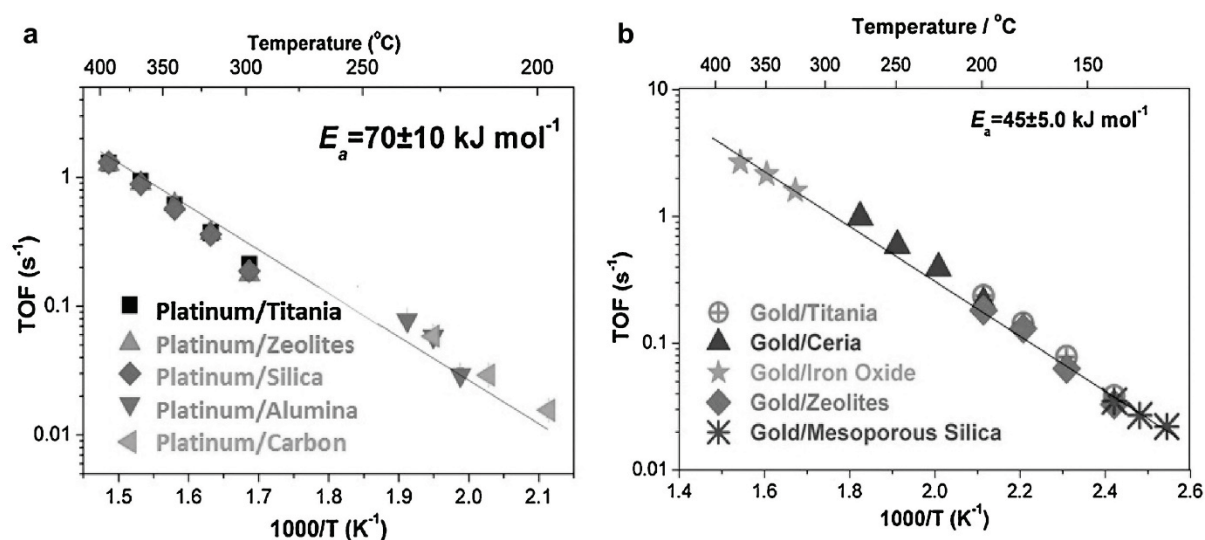 a
Temperature (°C)
400 350 300 250 200
E_a=70±10 kJ mol⁻¹
TOF (s⁻¹)
1
0.1
0.01
Platinum/Titania
Platinum/Zeolites
Platinum/Silica
Platinum/Alumina
Platinum/Carbon
1.5 1.6 1.7 1.8 1.9 2.0 2.1
1000/T (K⁻¹)
b
Temperature / °C
400 350 300 250 200 150
E_a=45±5.0 kJ mol⁻¹
TOF (s⁻¹)
10
1
0.1
0.01
Gold/Titania
Gold/Ceria
Gold/Iron Oxide
Gold/Zeolites
Gold/Mesoporous Silica
1.4 1.6 1.8 2.0 2.2 2.4 2.6
1000/T (K⁻¹)